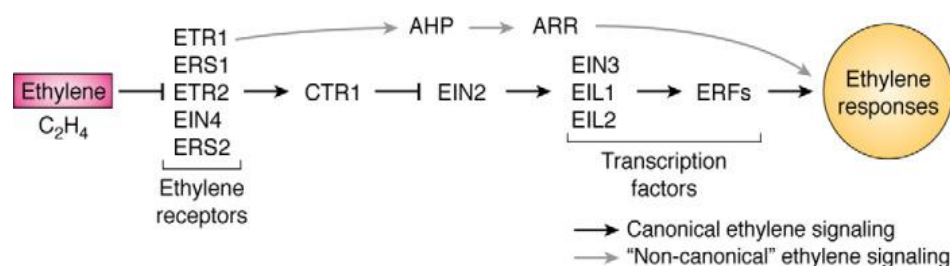 ETR1
ERS1
ETR2
EIN4
ERS2
AHP
ARR
Ethylene
C₂H₄
CTR1
EIN2
EIN3
EIL1
EIL2
ERFs
Ethylene
responses
Ethylene
receptors
Transcription
factors
Canonical ethylene signaling
"Non-canonical" ethylene signaling